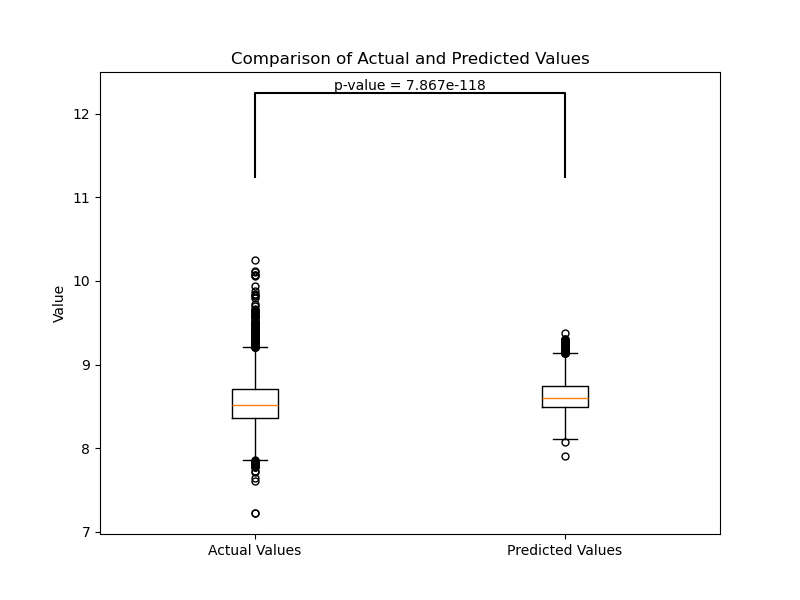 Comparison of Actual and Predicted Values
p-value = 7.867e-118
12
11
10
9
8
7
Value
Actual Values
Predicted Values